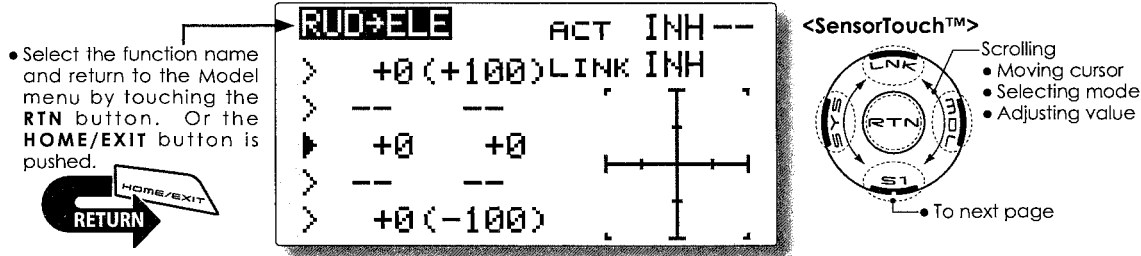 • Select the function name
and return to the Model
menu by touching the
RTN button. Or the
HOME/EXIT button is
pushed.
HOME/EXIT
RETURN
RUD→ELE ACT INH--
> +0(+100) LINK INH
> -- --
+0 +0
> -- --
> +0(-100)
<SensorTouch™>
LNK
SYS
RTN
MDL
S1
Scrolling
• Moving cursor
• Selecting mode
• Adjusting value
• To next page